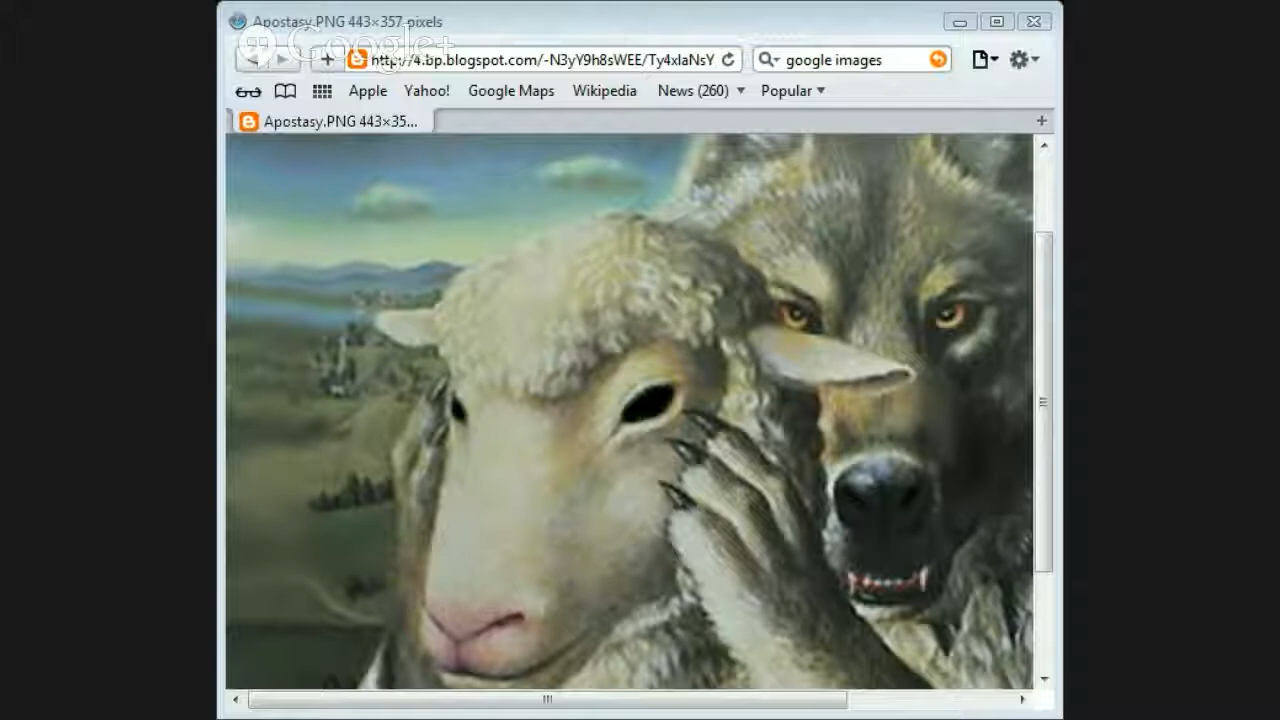 Apostasy.PNG 443×357 pixels
Google+
http://4.bp.blogspot.com/-N3yY9h8sWEE/Ty4xlaNsY
google images
Apple Yahoo! Google Maps Wikipedia News (260) Popular
Apostasy.PNG 443×35...